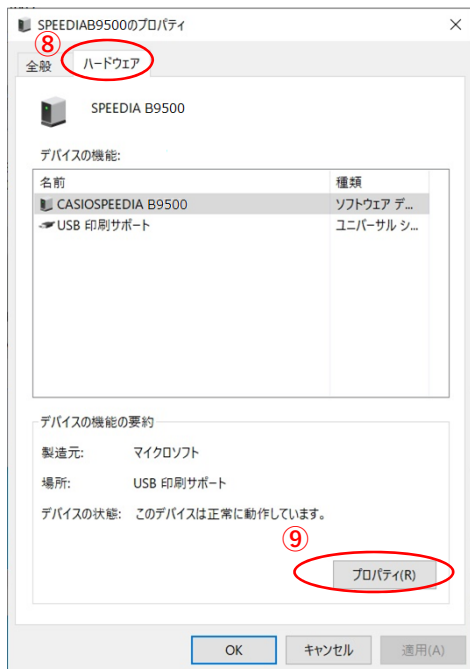 SPEEDIAB9500のプロパティ
⑧
全般 ハードウェア
SPEEDIA B9500
デバイスの機能:
名前 種類
CASIOSPEEDIA B9500 ソフトウェア デ...
USB 印刷サポート ユニバーサル シ...
デバイスの機能の要約
製造元: マイクロソフト
場所: USB 印刷サポート
デバイスの状態: このデバイスは正常に動作しています。
⑨
プロパティ(R)
OK キャンセル 適用(A)